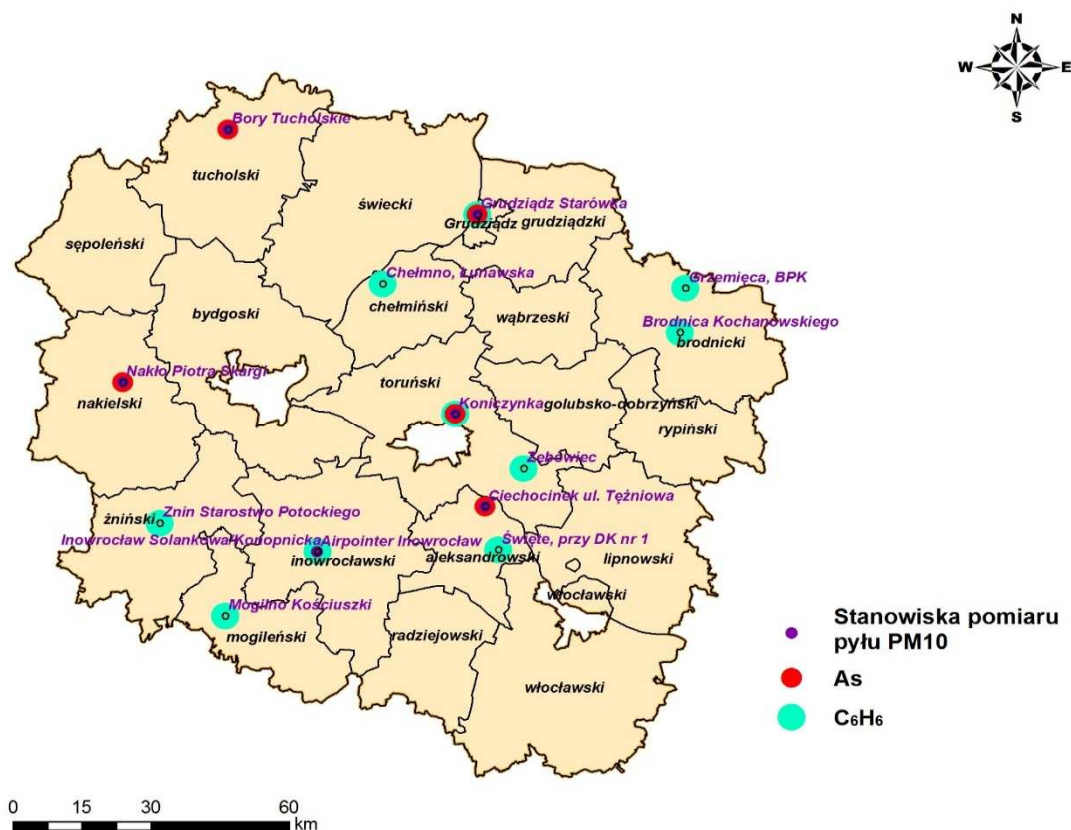 N
W E
S
Bory Tucholskie
tucholski
świecki
Grudziądz Starówka
Grudziądz grudziądzki
sępoleński
Chełmno, Łunawska
Grzemięca, BPK
chełmiński
wąbrzeski
bydgoski
Brodnica Kochanowskiego
brodnicki
Nakło Piotra Skargi
nakielski
toruński
Koniczynka
golubsko-dobrzyński
rypiński
Zębowiec
Ciechocinek ul. Tężniowa
żniński
Znin Starostwo Potockiego
Inowrocław Solankowa/Konopnicka
Airpointer Inowrocław
Święte, przy DK nr 1
inowrocławski
aleksandrowski
lipnowski
włocławski
Mogilno Kościuszki
mogileński
radziejowski
włocławski
Stanowiska pomiaru
pyłu PM10
As
C₆H₆
0 15 30 60
km